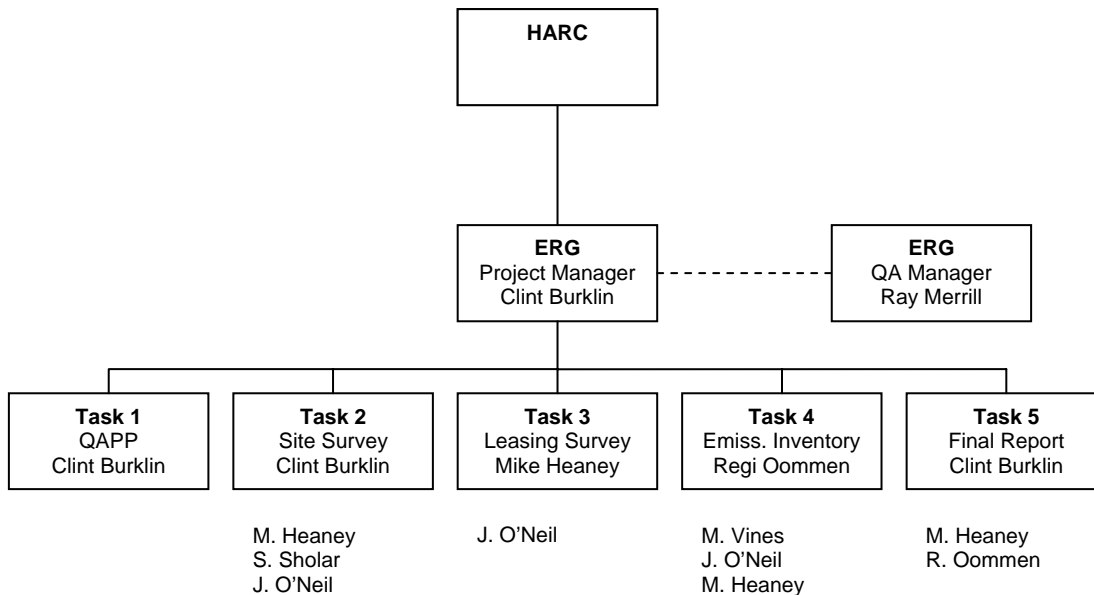 HARC
ERG
Project Manager
Clint Burklin
ERG
QA Manager
Ray Merrill
Task 1
QAPP
Clint Burklin
Task 2
Site Survey
Clint Burklin
Task 3
Leasing Survey
Mike Heaney
Task 4
Emiss. Inventory
Regi Oommen
Task 5
Final Report
Clint Burklin
M. Heaney
S. Sholar
J. O’Neil
J. O’Neil
M. Vines
J. O’Neil
M. Heaney
M. Heaney
R. Oommen